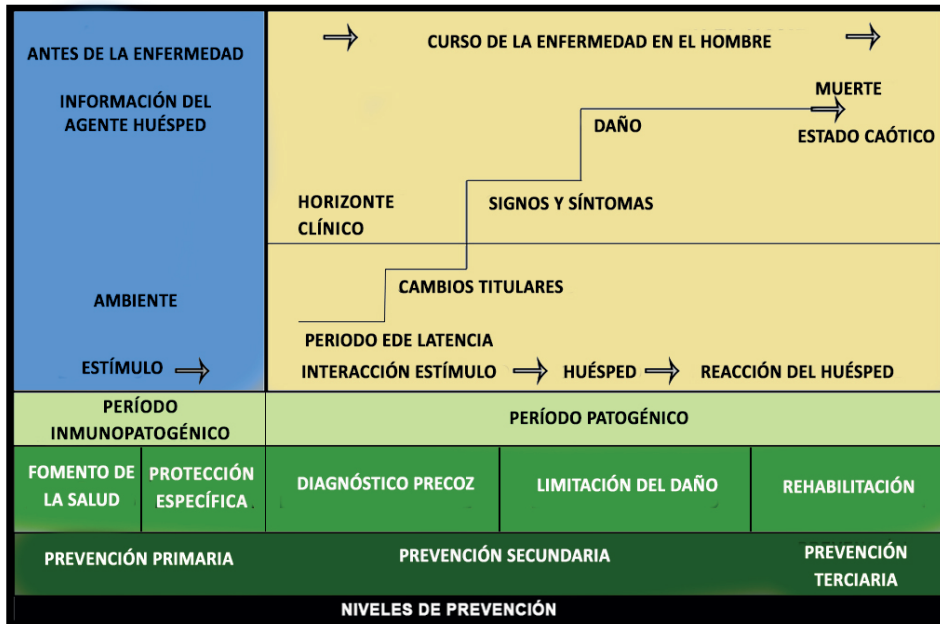 ANTES DE LA ENFERMEDAD
INFORMACIÓN DEL
AGENTE HUÉSPED
AMBIENTE
ESTÍMULO
CURSO DE LA ENFERMEDAD EN EL HOMBRE
MUERTE
ESTADO CAÓTICO
DAÑO
SIGNOS Y SÍNTOMAS
HORIZONTE
CLÍNICO
CAMBIOS TITULARES
PERIODO EDE LATENCIA
INTERACCIÓN ESTÍMULO
HUÉSPED
REACCIÓN DEL HUÉSPED
PERÍODO
INMUNOPATOGÉNICO
PERÍODO PATOGÉNICO
FOMENTO DE
LA SALUD
PROTECCIÓN
ESPECÍFICA
DIAGNÓSTICO PRECOZ
LIMITACIÓN DEL DAÑO
REHABILITACIÓN
PREVENCIÓN PRIMARIA
PREVENCIÓN SECUNDARIA
PREVENCIÓN
TERCIARIA
NIVELES DE PREVENCIÓN